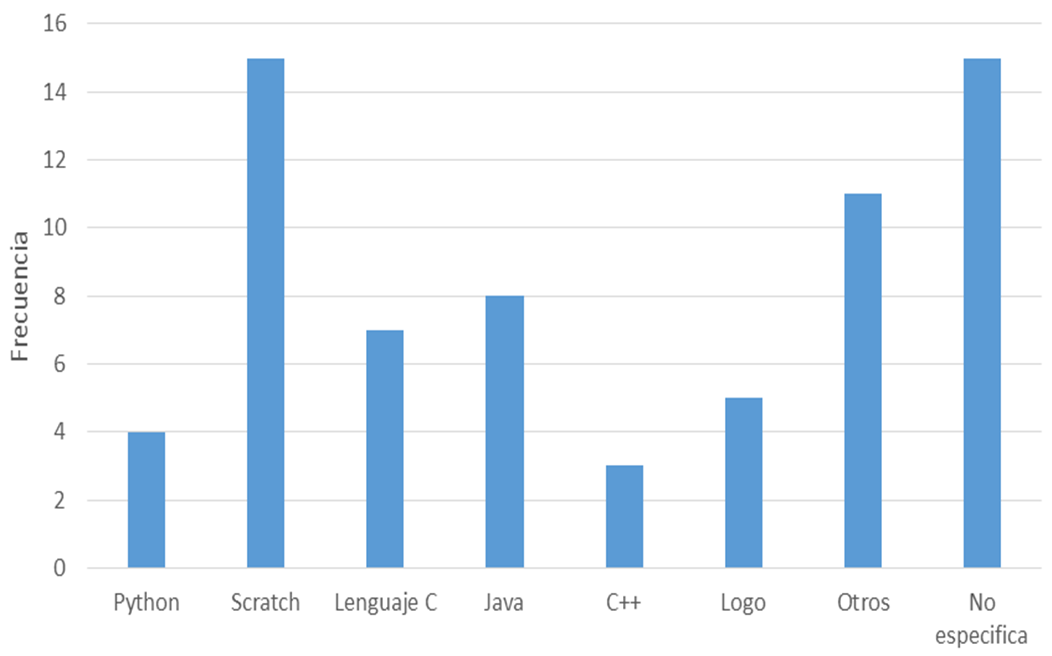 16
14
12
10
8
6
4
2
0
Frecuencia
Python
Scratch
Lenguaje C
Java
C++
Logo
Otros
No
especifica